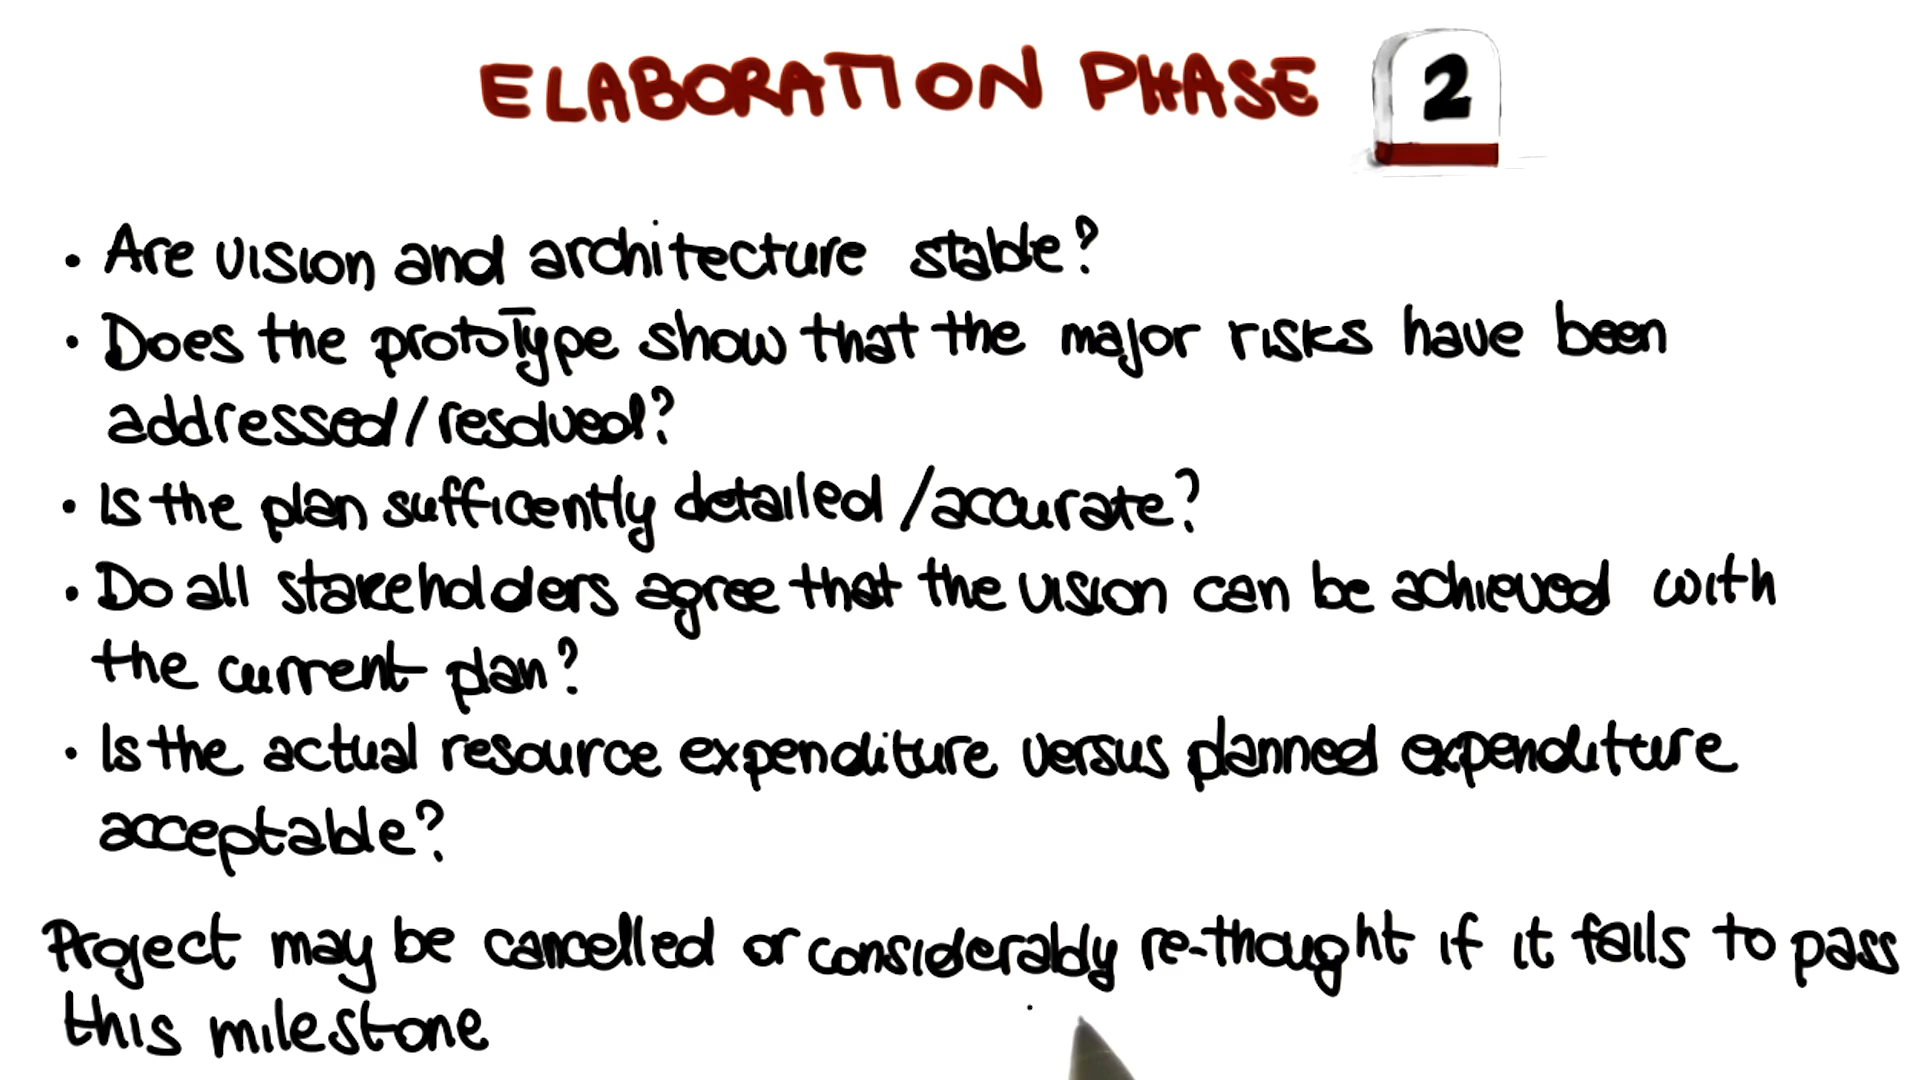 ELABORATION PHASE 2
• Are vision and architecture stable?
• Does the prototype show that the major risks have been
addressed/resolved?
• Is the plan sufficently detailed/accurate?
• Do all stakeholders agree that the vision can be achieved with
the current plan?
• Is the actual resource expenditure versus planned expenditure
acceptable?
Project may be cancelled or considerably re-thought if it fails to pass
this milestone